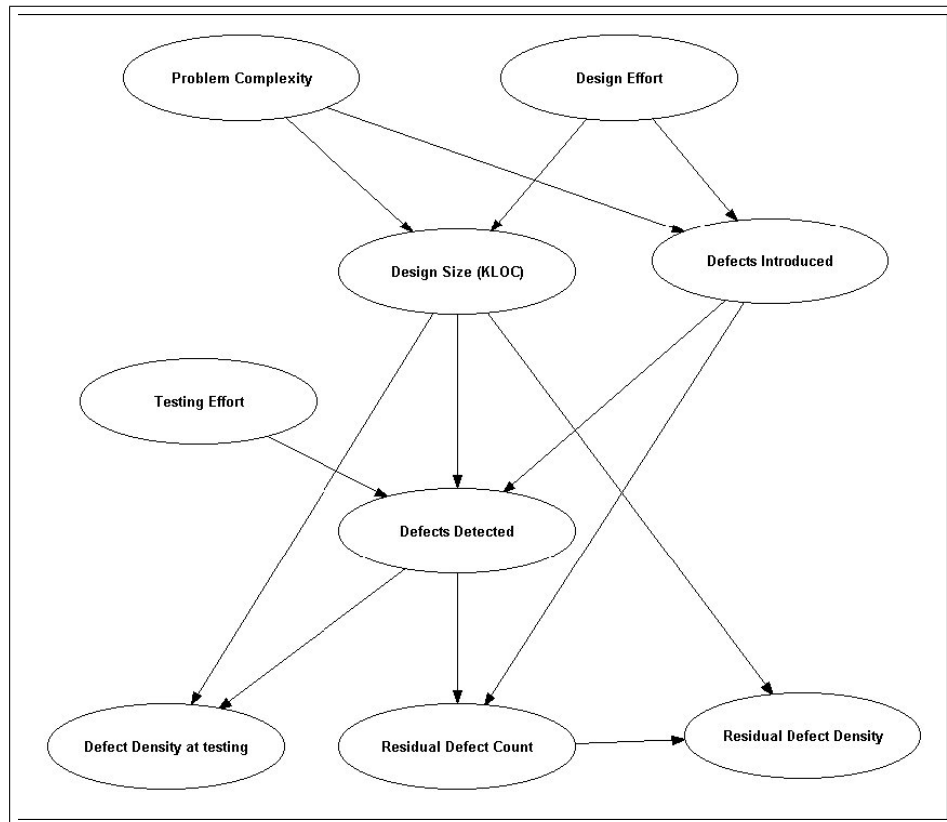 Problem Complexity
Design Effort
Design Size (KLOC)
Defects Introduced
Testing Effort
Defects Detected
Defect Density at testing
Residual Defect Count
Residual Defect Density